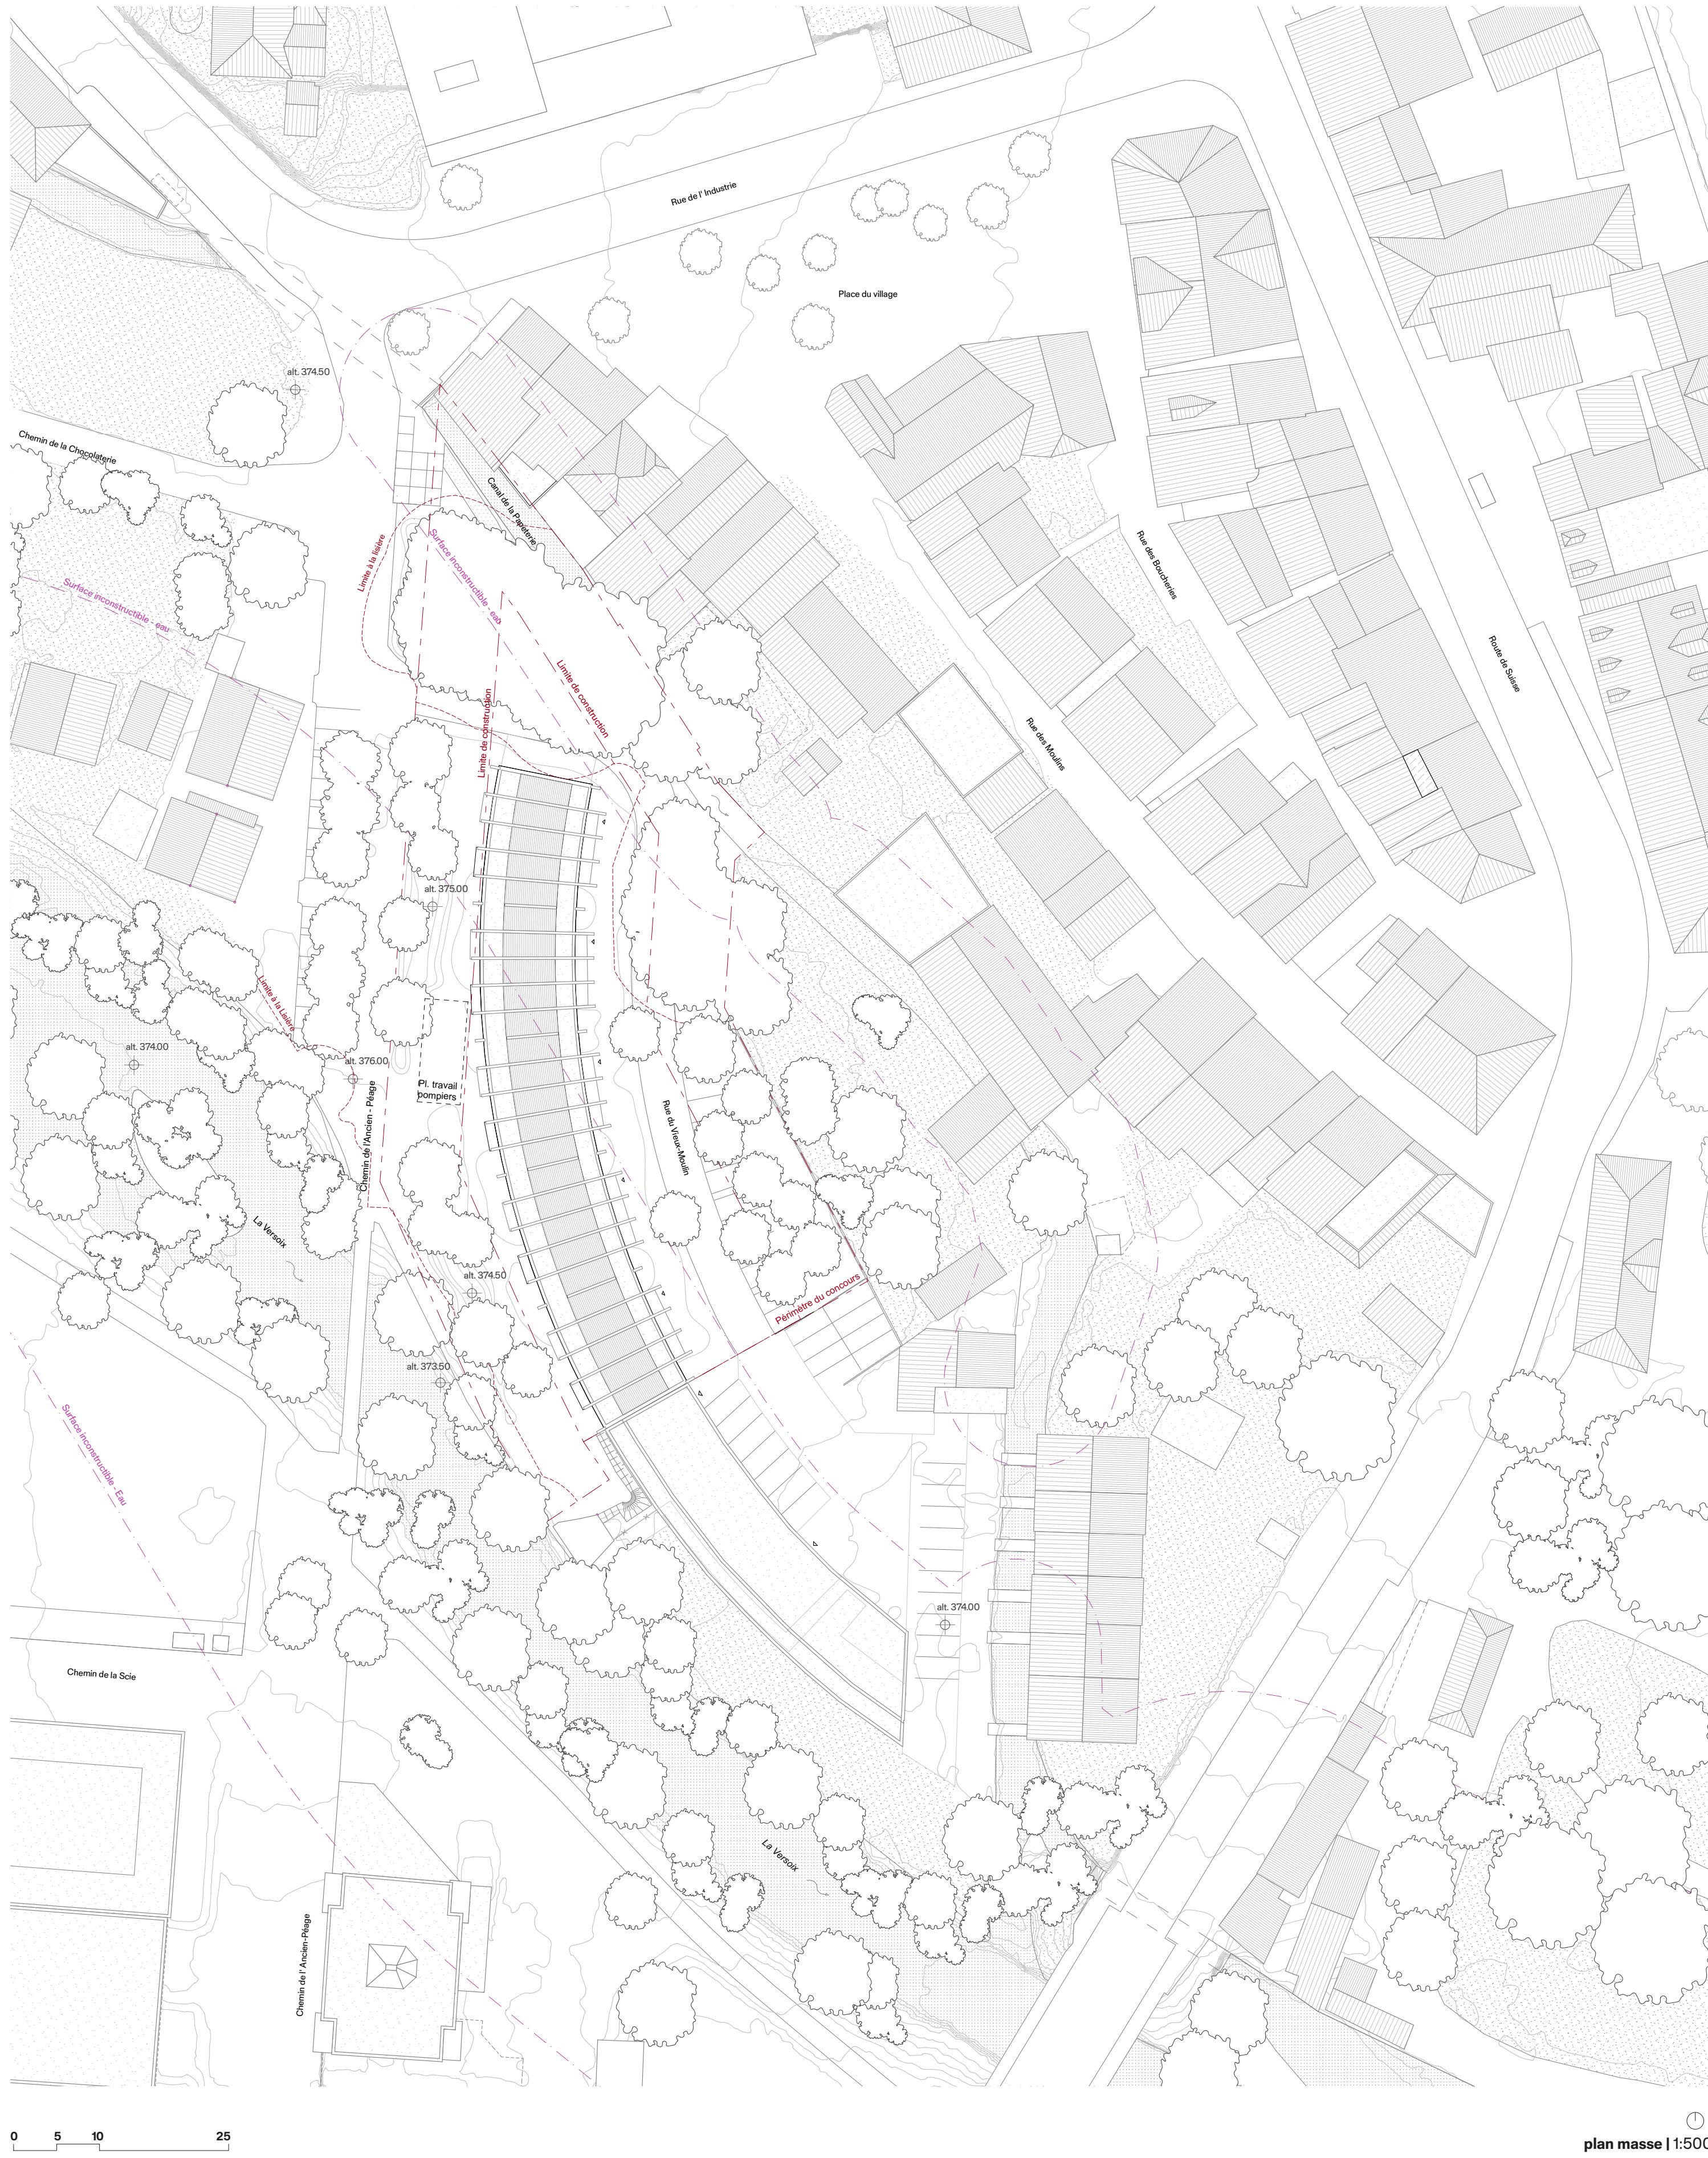 Rue de l' Industrie
Place du village
alt. 374.50
Chemin de la Chocolaterie
Canal de la Papeterie
Limite à la lisière
Surface inconstructible - eau
Surface inconstructible - eau
Rue des Boucheries
Limite de construction
Limite de construction
Route de Suisse
Rue des Moulins
alt. 375.00
Limite à la Lisière
alt. 374.00
alt. 376.00
Pl. travail
pompiers
Chemin de l'Ancien - Péage
Rue du Vieux-Moulin
La Versoix
alt. 374.50
Périmètre du concours
alt. 373.50
Surface inconstructible - Eau
alt. 374.00
Chemin de la Scie
La Versoix
Chemin de l' Ancien-Péage
0 5 10 25
plan masse | 1:500